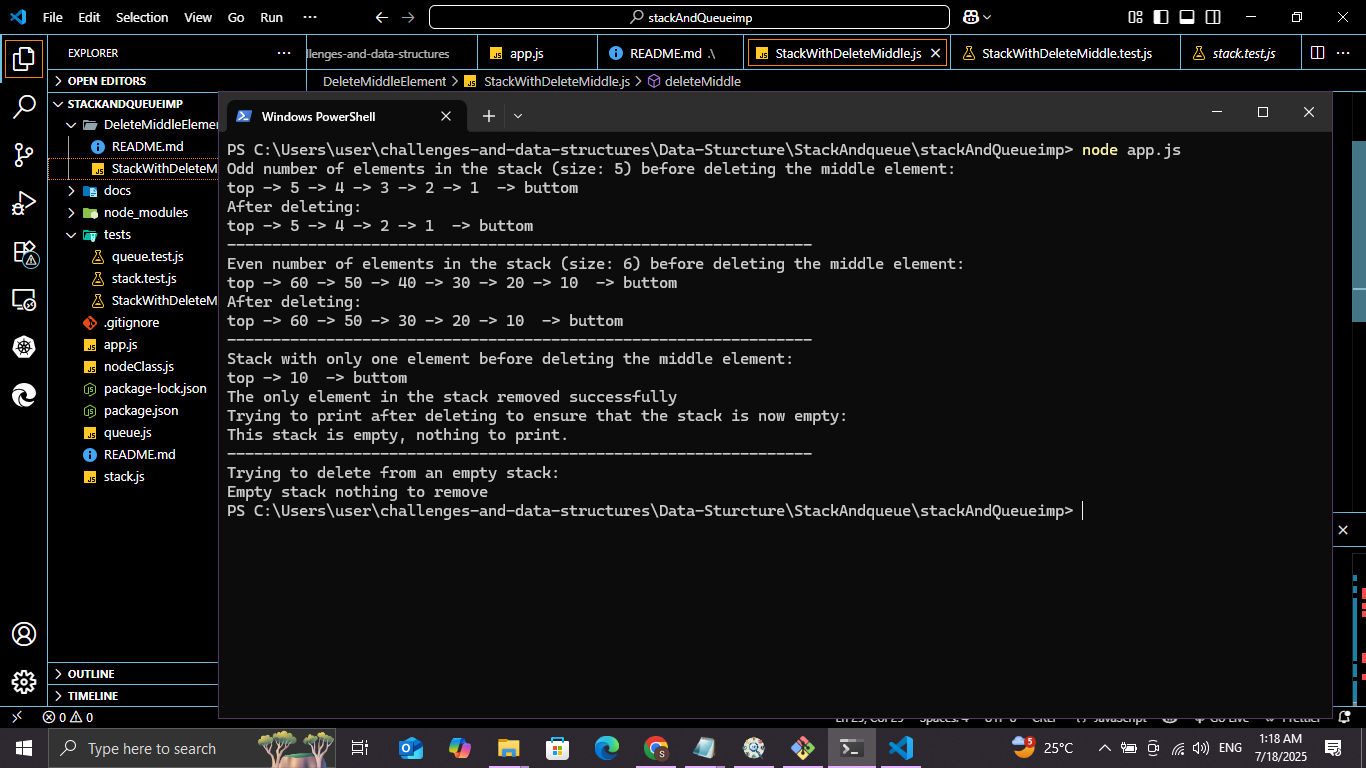 File Edit Selection View Go Run ···
stackAndQueueimp
EXPLORER
llenges-and-data-structures
app.js
README.md .\
StackWithDeleteMiddle.js
StackWithDeleteMiddle.test.js
stack.test.js
OPEN EDITORS
DeleteMiddleElement > StackWithDeleteMiddle.js > deleteMiddle
STACKANDQUEUEIMP
DeleteMiddleElemen
README.md
StackWithDeleteM
docs
node_modules
tests
queue.test.js
stack.test.js
StackWithDeleteM
.gitignore
app.js
nodeClass.js
package-lock.json
package.json
queue.js
README.md
stack.js
OUTLINE
TIMELINE
Windows PowerShell
PS C:\Users\user\challenges-and-data-structures\Data-Sturcture\StackAndqueue\stackAndQueueimp> node app.js
Odd number of elements in the stack (size: 5) before deleting the middle element:
top -> 5 -> 4 -> 3 -> 2 -> 1  -> buttom
After deleting:
top -> 5 -> 4 -> 2 -> 1  -> buttom
-----------------------------------------------------------------
Even number of elements in the stack (size: 6) before deleting the middle element:
top -> 60 -> 50 -> 40 -> 30 -> 20 -> 10  -> buttom
After deleting:
top -> 60 -> 50 -> 30 -> 20 -> 10  -> buttom
-----------------------------------------------------------------
Stack with only one element before deleting the middle element:
top -> 10  -> buttom
The only element in the stack removed successfully
Trying to print after deleting to ensure that the stack is now empty:
This stack is empty, nothing to print.
-----------------------------------------------------------------
Trying to delete from an empty stack:
Empty stack nothing to remove
PS C:\Users\user\challenges-and-data-structures\Data-Sturcture\StackAndqueue\stackAndQueueimp>
0 0
JavaScript
Go Live
Prettier
Type here to search
5
25°C
ENG
1:18 AM
7/18/2025